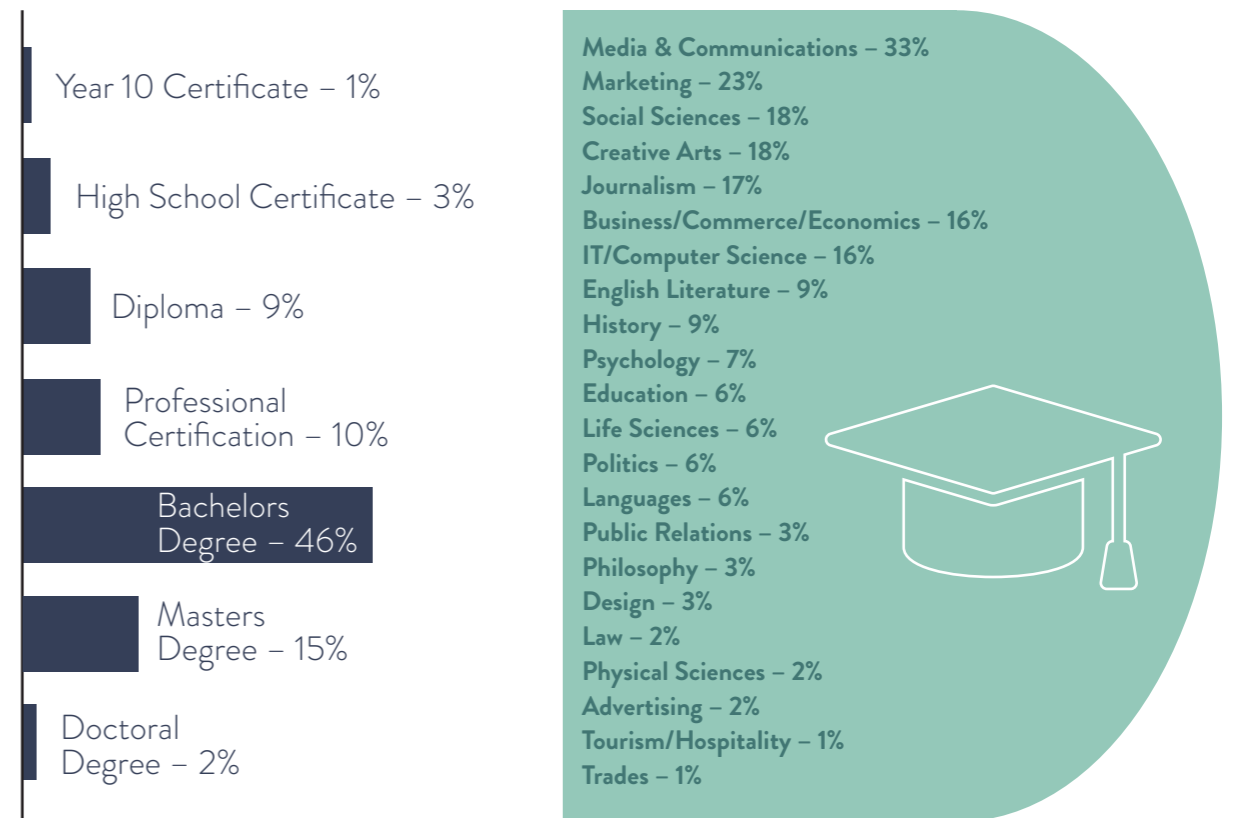 Year 10 Certificate – 1%
High School Certificate – 3%
Diploma – 9%
Professional
Certification – 10%
Bachelors
Degree – 46%
Masters
Degree – 15%
Doctoral
Degree – 2%
Media & Communications – 33%
Marketing – 23%
Social Sciences – 18%
Creative Arts – 18%
Journalism – 17%
Business/Commerce/Economics – 16%
IT/Computer Science – 16%
English Literature – 9%
History – 9%
Psychology – 7%
Education – 6%
Life Sciences – 6%
Politics – 6%
Languages – 6%
Public Relations – 3%
Philosophy – 3%
Design – 3%
Law – 2%
Physical Sciences – 2%
Advertising – 2%
Tourism/Hospitality – 1%
Trades – 1%